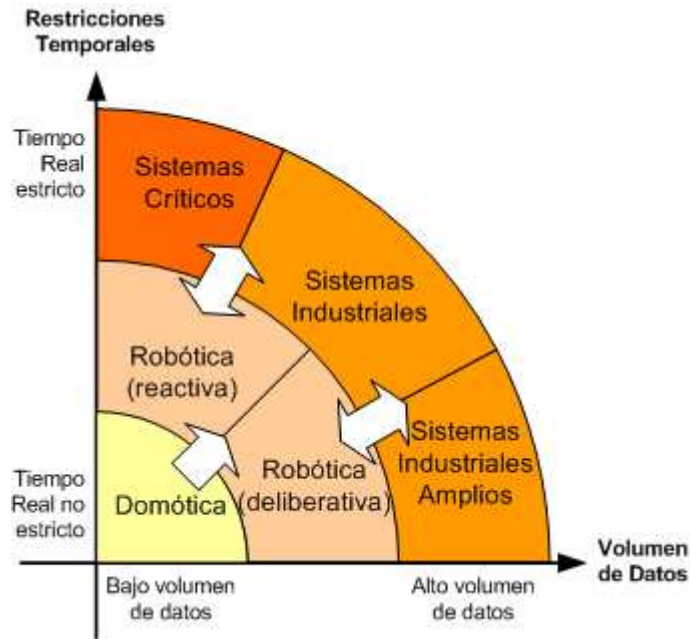 Restricciones
Temporales
Tiempo
Real
estricto
Sistemas
Críticos
Sistemas
Industriales
Robótica
(reactiva)
Sistemas
Industriales
Amplios
Robótica
(deliberativa)
Tiempo
Real no
estricto
Domótica
Volumen
de Datos
Bajo volumen
de datos
Alto volumen
de datos